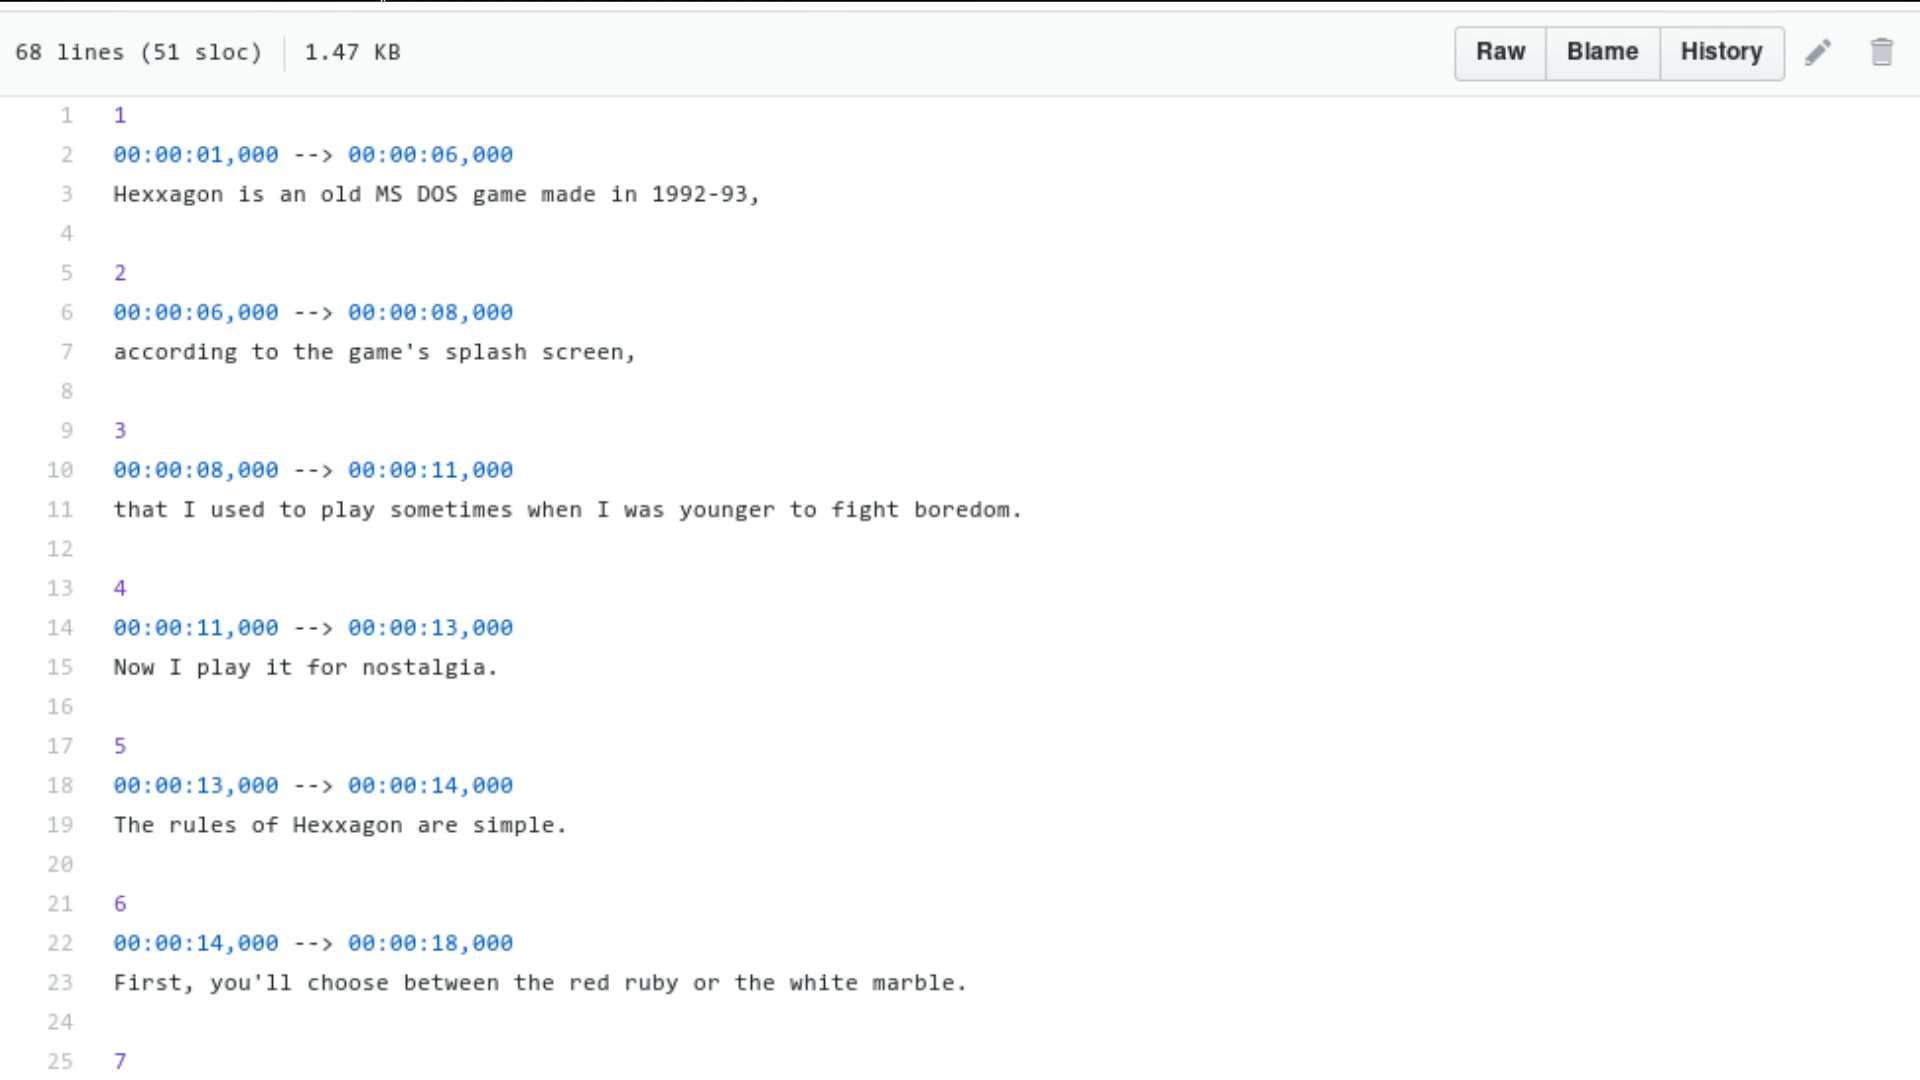 68 lines (51 sloc) 1.47 KB Raw Blame History
1 1
2 00:00:01,000 --> 00:00:06,000
3 Hexxagon is an old MS DOS game made in 1992-93,
4
5 2
6 00:00:06,000 --> 00:00:08,000
7 according to the game's splash screen,
8
9 3
10 00:00:08,000 --> 00:00:11,000
11 that I used to play sometimes when I was younger to fight boredom.
12
13 4
14 00:00:11,000 --> 00:00:13,000
15 Now I play it for nostalgia.
16
17 5
18 00:00:13,000 --> 00:00:14,000
19 The rules of Hexxagon are simple.
20
21 6
22 00:00:14,000 --> 00:00:18,000
23 First, you'll choose between the red ruby or the white marble.
24
25 7